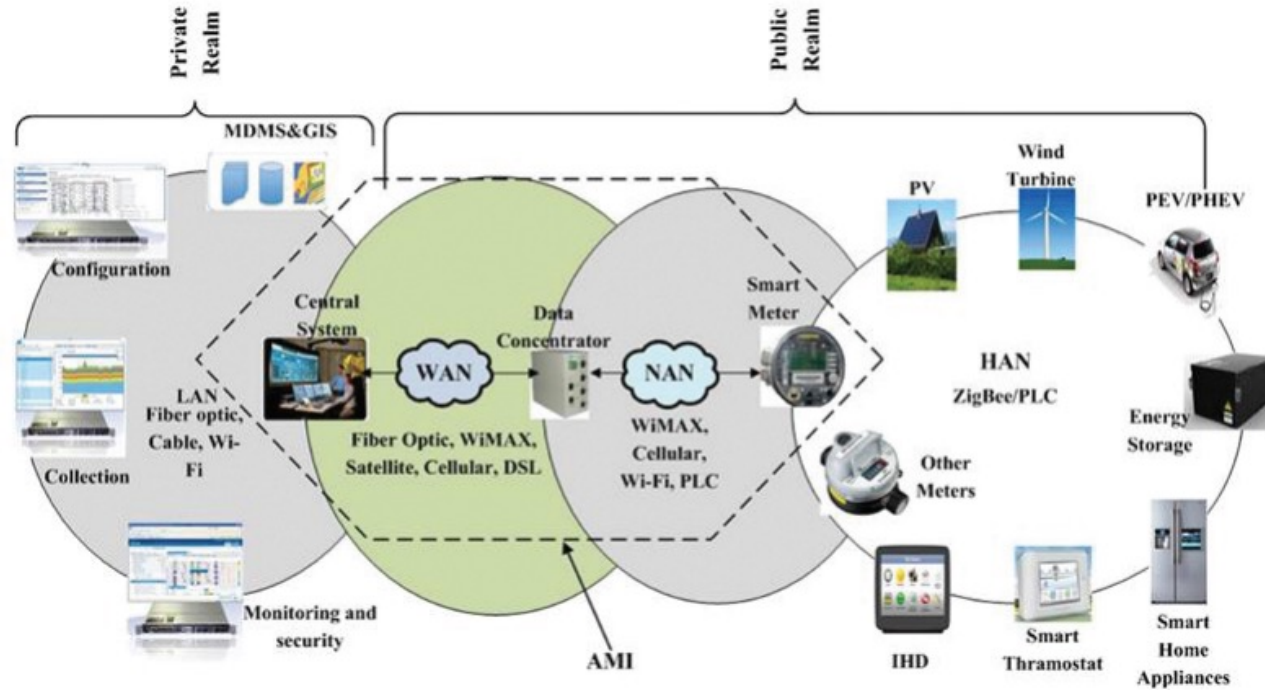 Private
Realm
Public
Realm
MDMS&GIS
Configuration
Collection
Monitoring and
security
LAN
Fiber optic,
Cable, Wi-
Fi
Central
System
WAN
Fiber Optic, WiMAX,
Satellite, Cellular, DSL
Data
Concentrator
NAN
WiMAX,
Cellular,
Wi-Fi, PLC
Smart
Meter
AMI
PV
Wind
Turbine
PEV/PHEV
HAN
ZigBee/PLC
Energy
Storage
Other
Meters
IHD
Smart
Thramostat
Smart
Home
Appliances